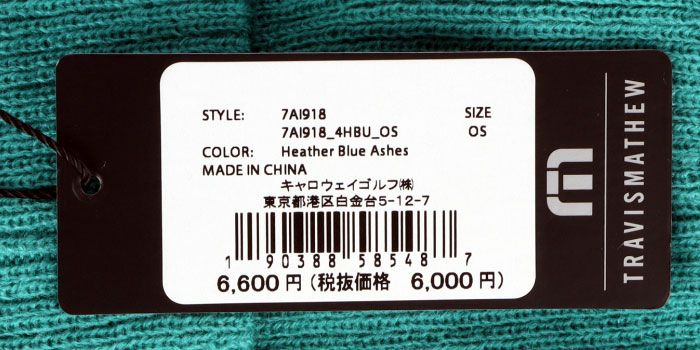 STYLE: 7AI918 SIZE
7AI918_4HBU_OS OS
COLOR: Heather Blue Ashes
MADE IN CHINA
キャロウェイゴルフ㈱
東京都港区白金台5-12-7
1 90388 58548 7
6,600円(税抜価格 6,000円)
TRAVISMATHEW